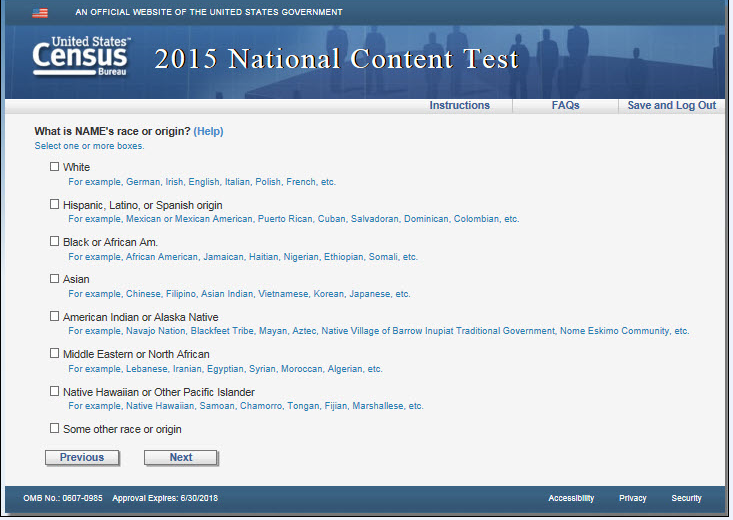 AN OFFICIAL WEBSITE OF THE UNITED STATES GOVERNMENT
United States™
Census
Bureau
2015 National Content Test
Instructions FAQs Save and Log Out
What is NAME's race or origin? (Help)
Select one or more boxes.
White
For example, German, Irish, English, Italian, Polish, French, etc.
Hispanic, Latino, or Spanish origin
For example, Mexican or Mexican American, Puerto Rican, Cuban, Salvadoran, Dominican, Colombian, etc.
Black or African Am.
For example, African American, Jamaican, Haitian, Nigerian, Ethiopian, Somali, etc.
Asian
For example, Chinese, Filipino, Asian Indian, Vietnamese, Korean, Japanese, etc.
American Indian or Alaska Native
For example, Navajo Nation, Blackfeet Tribe, Mayan, Aztec, Native Village of Barrow Inupiat Traditional Government, Nome Eskimo Community, etc.
Middle Eastern or North African
For example, Lebanese, Iranian, Egyptian, Syrian, Moroccan, Algerian, etc.
Native Hawaiian or Other Pacific Islander
For example, Native Hawaiian, Samoan, Chamorro, Tongan, Fijian, Marshallese, etc.
Some other race or origin
Previous Next
OMB No.: 0607-0985 Approval Expires: 6/30/2018 Accessibility Privacy Security